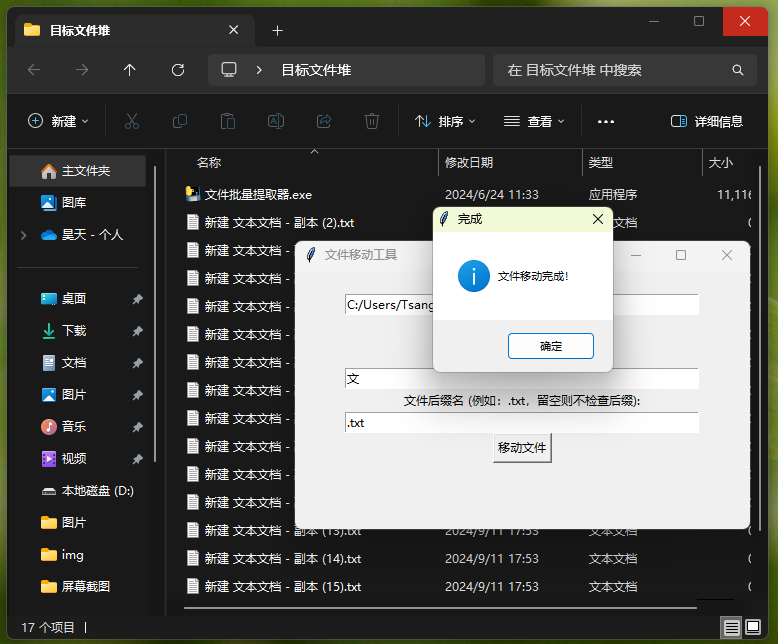 目标文件堆
目标文件堆
在 目标文件堆 中搜索
新建
排序
查看
详细信息
主文件夹
图库
昊天 - 个人
桌面
下载
文档
图片
音乐
视频
本地磁盘 (D:)
图片
img
屏幕截图
名称 修改日期 类型 大小
文件批量提取器.exe 2024/6/24 11:33 应用程序 11,116
新建 文本文档 - 副本 (2).txt 文档
新建 文本文档 -
新建 文本文档 -
新建 文本文档 -
新建 文本文档 -
新建 文本文档 -
新建 文本文档 -
新建 文本文档 -
新建 文本文档 -
新建 文本文档 -
新建 文本文档 -
新建 文本文档 - 副本 (13).txt 2024/9/11 17:53 文本文档
新建 文本文档 - 副本 (14).txt 2024/9/11 17:53 文本文档
新建 文本文档 - 副本 (15).txt 2024/9/11 17:53 文本文档
文件移动工具
C:/Users/Tsang
文
文件后缀名 (例如: .txt，留空则不检查后缀):
.txt
移动文件
完成
文件移动完成!
确定
17 个项目